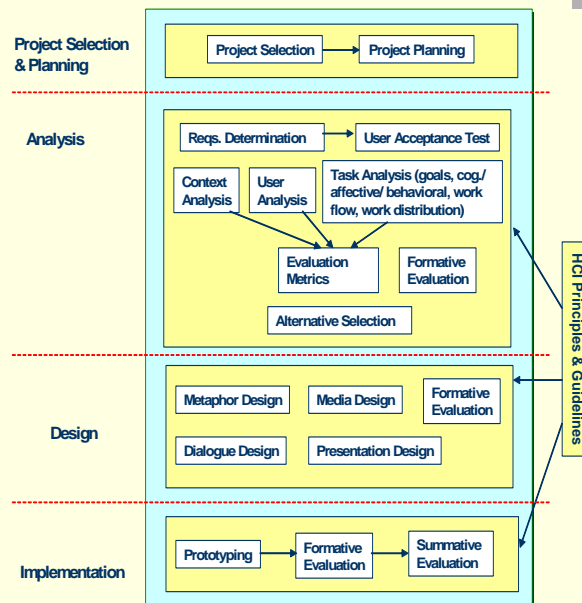 Project Selection
& Planning
Project Selection
Project Planning
Analysis
Reqs. Determination
User Acceptance Test
Context
Analysis
User
Analysis
Task Analysis (goals, cog./
affective/ behavioral, work
flow, work distribution)
Evaluation
Metrics
Formative
Evaluation
Alternative Selection
HCI Principles & Guidelines
Design
Metaphor Design
Media Design
Formative
Evaluation
Dialogue Design
Presentation Design
Implementation
Prototyping
Formative
Evaluation
Summative
Evaluation